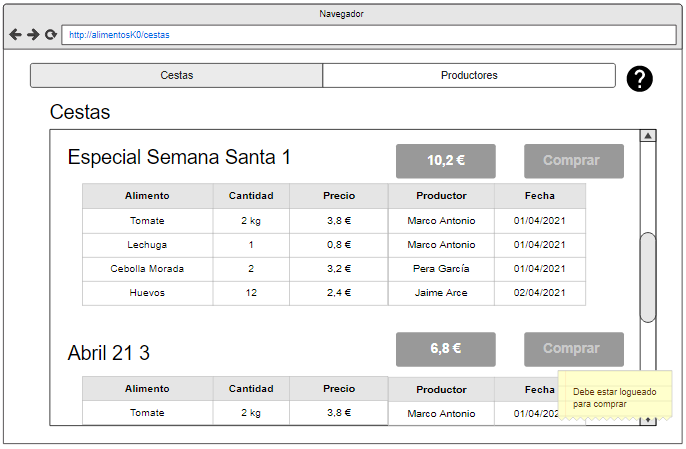 Navegador
http://alimentosK0/cestas
Cestas Productores
?
Cestas
Especial Semana Santa 1 10,2 € Comprar
Alimento Cantidad Precio Productor Fecha
Tomate 2 kg 3,8 € Marco Antonio 01/04/2021
Lechuga 1 0,8 € Marco Antonio 01/04/2021
Cebolla Morada 2 3,2 € Pera García 01/04/2021
Huevos 12 2,4 € Jaime Arce 02/04/2021
Abril 21 3 6,8 € Comprar
Alimento Cantidad Precio Productor Fecha
Tomate 2 kg 3,8 € Marco Antonio 01/04/202
Debe estar logueado
para comprar